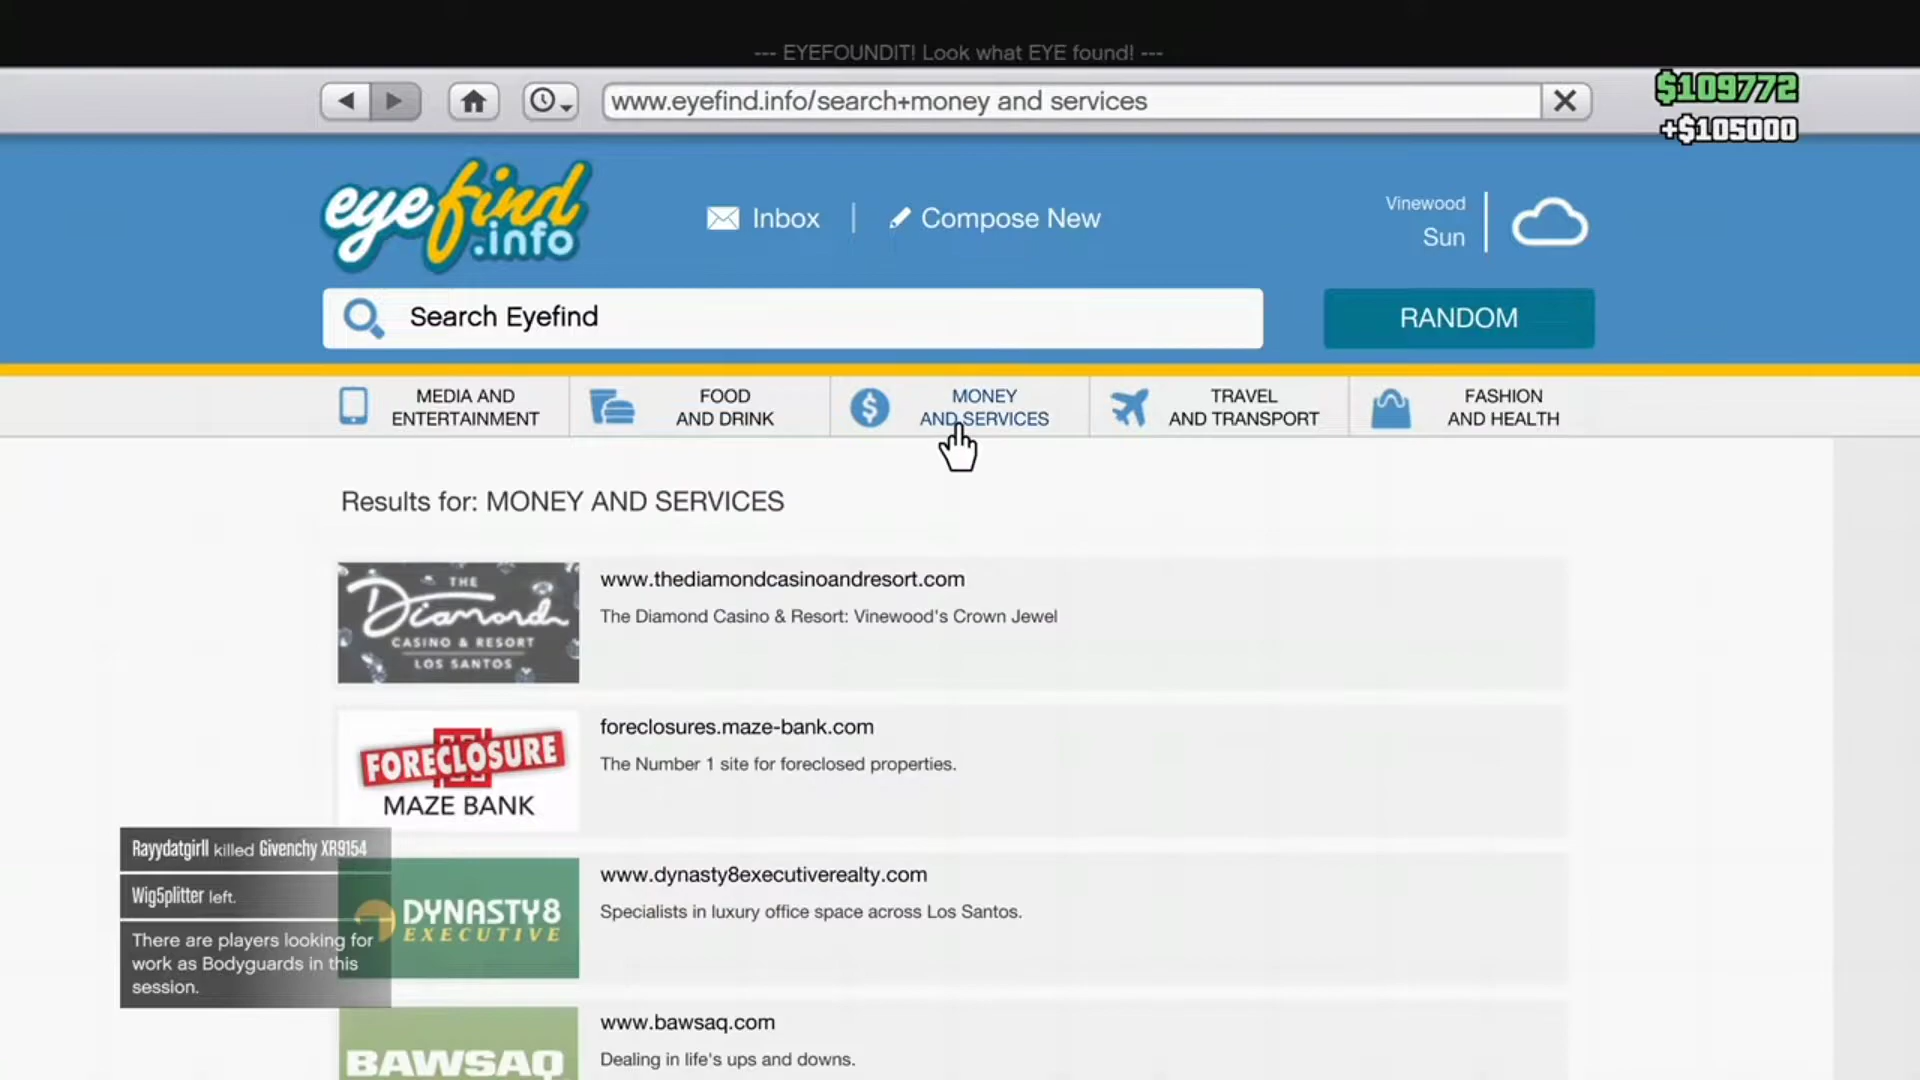 --- EYEFOUNDIT! Look what EYE found! ---
www.eyefind.info/search+money and services
$109772
+$105000
eyefind
.info
Inbox
Compose New
Vinewood
Sun
Search Eyefind
RANDOM
MEDIA AND
ENTERTAINMENT
FOOD
AND DRINK
MONEY
AND SERVICES
TRAVEL
AND TRANSPORT
FASHION
AND HEALTH
Results for: MONEY AND SERVICES
THE
Diamond
CASINO & RESORT
LOS SANTOS
www.thediamondcasinoandresort.com
The Diamond Casino & Resort: Vinewood's Crown Jewel
FORECLOSURE
MAZE BANK
foreclosures.maze-bank.com
The Number 1 site for foreclosed properties.
DYNASTY8
EXECUTIVE
www.dynasty8executiverealty.com
Specialists in luxury office space across Los Santos.
BAWSAQ
www.bawsaq.com
Dealing in life's ups and downs.
Rayydatgirll killed Givenchy XR9154
Wig5plitter left.
There are players looking for
work as Bodyguards in this
session.